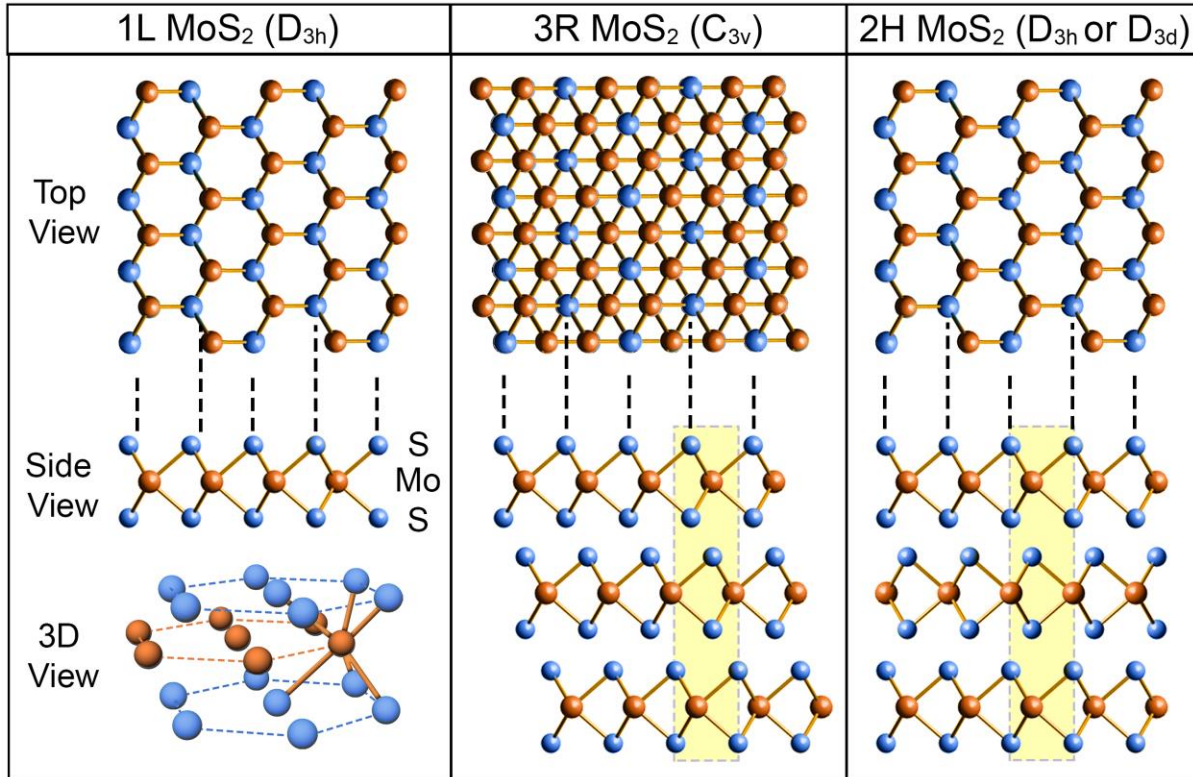 1L MoS₂ (D₃ₕ)
3R MoS₂ (C₃ᵥ)
2H MoS₂ (D₃ₕ or D₃d)
Top
View
Side
View
S
Mo
S
3D
View